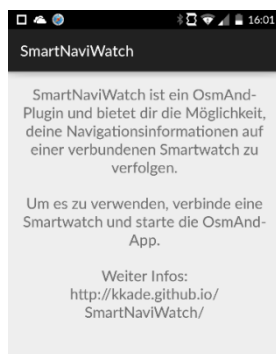 16:01
SmartNaviWatch
SmartNaviWatch ist ein OsmAnd-
Plugin und bietet dir die Möglichkeit,
deine Navigationsinformationen auf
einer verbundenen Smartwatch zu
verfolgen.
Um es zu verwenden, verbinde eine
Smartwatch und starte die OsmAnd-
App.
Weiter Infos:
http://kkade.github.io/
SmartNaviWatch/